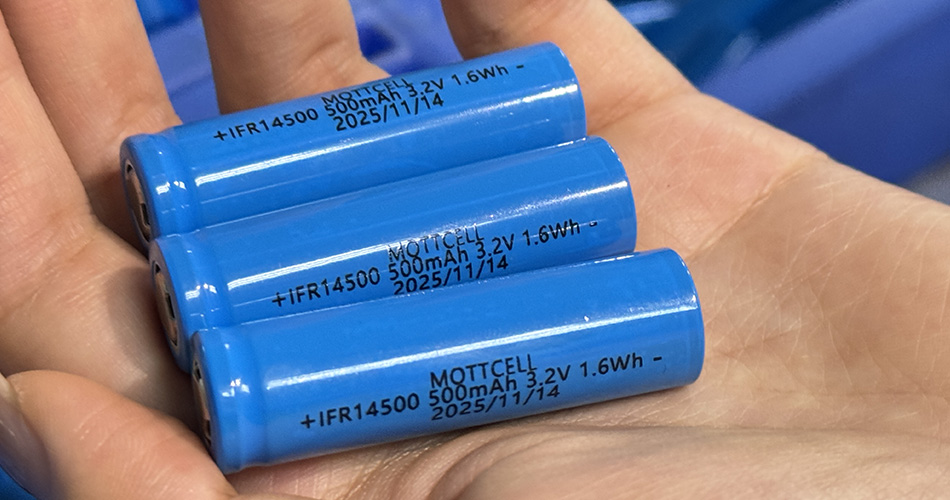 MOTTCELL
+IFR14500 500mAh 3.2V 1.6Wh -
2025/11/14
MOTTCELL
+IFR14500 500mAh 3.2V 1.6Wh -
2025/11/14
MOTTCELL
+IFR14500 500mAh 3.2V 1.6Wh -
2025/11/14